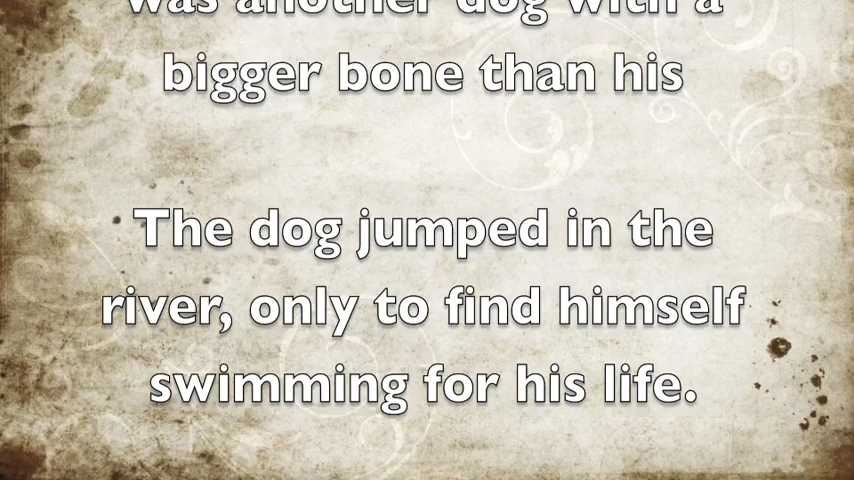 was another dog with a
bigger bone than his
The dog jumped in the
river, only to find himself
swimming for his life.